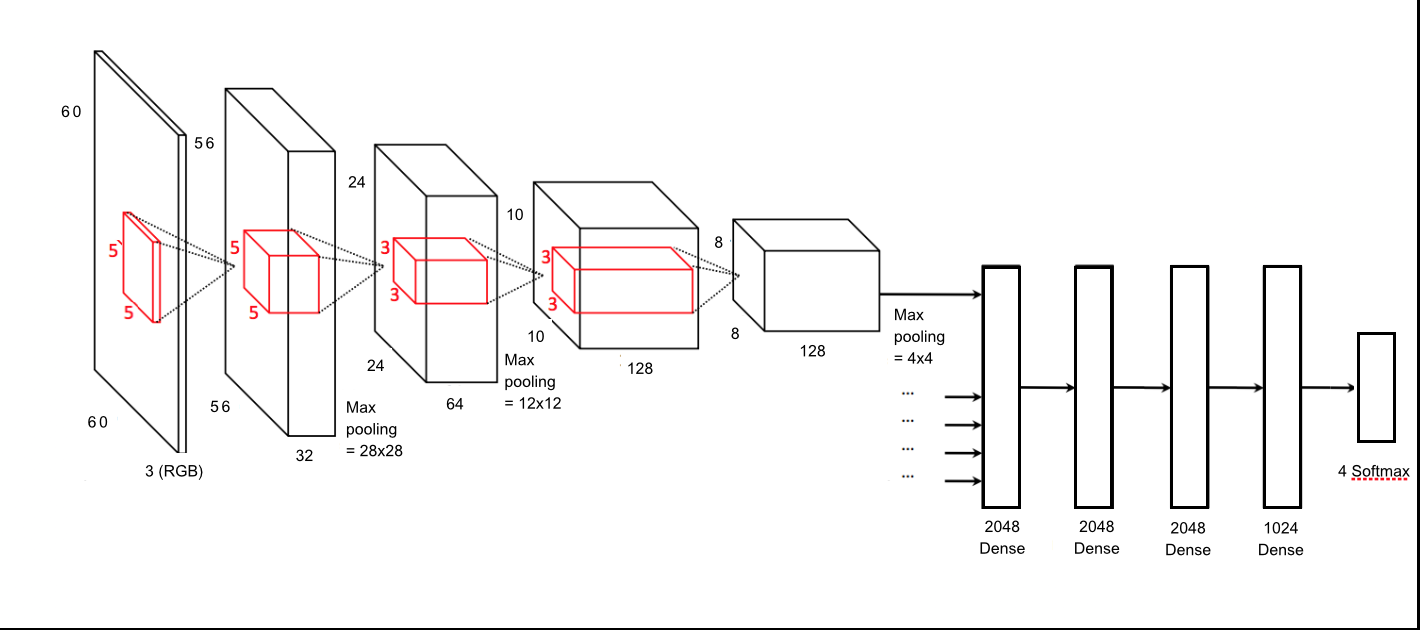 60
60
3 (RGB)
5`
5
56
56
32
5
5
Max
pooling
= 28x28
24
24
64
3
3
Max
pooling
= 12x12
10
10
128
3
3
8
8
128
Max
pooling
= 4x4
...
...
...
...
2048
Dense
2048
Dense
2048
Dense
1024
Dense
4 Softmax